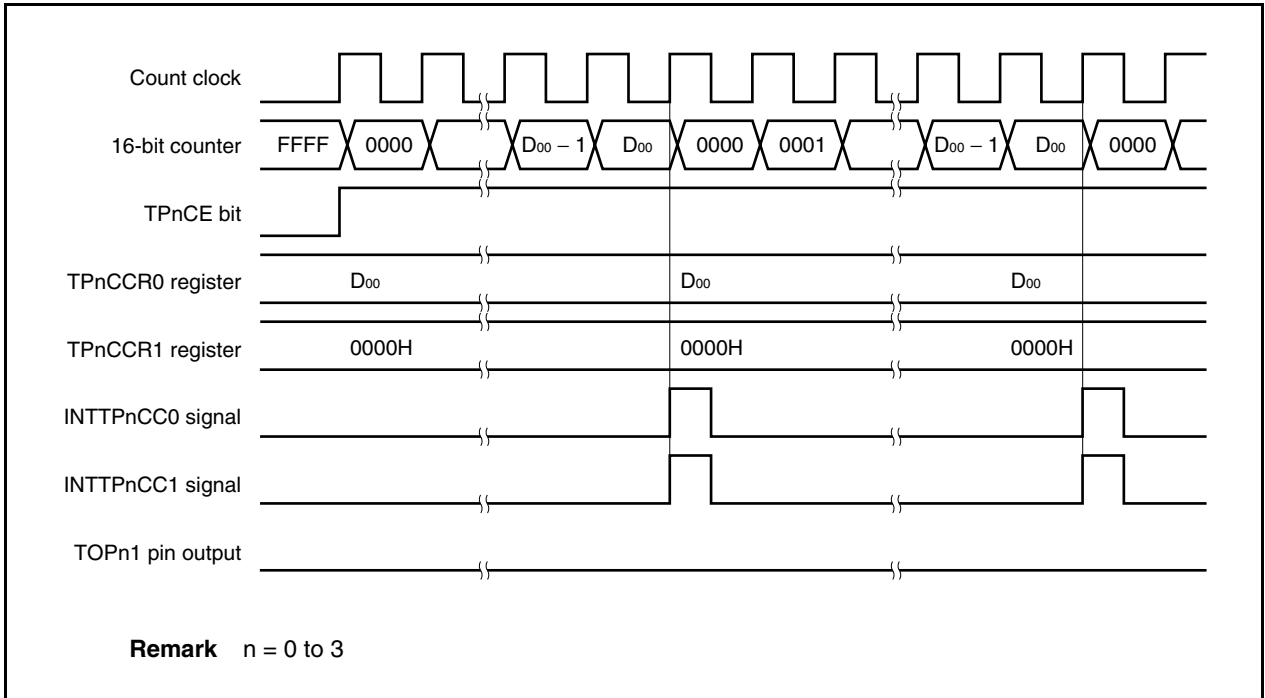 Count clock
16-bit counter FFFF 0000 D00 − 1 D00 0000 0001 D00 − 1 D00 0000
TPnCE bit
TPnCCR0 register D00 D00 D00
TPnCCR1 register 0000H 0000H 0000H
INTTPnCC0 signal
INTTPnCC1 signal
TOPn1 pin output
Remark n = 0 to 3